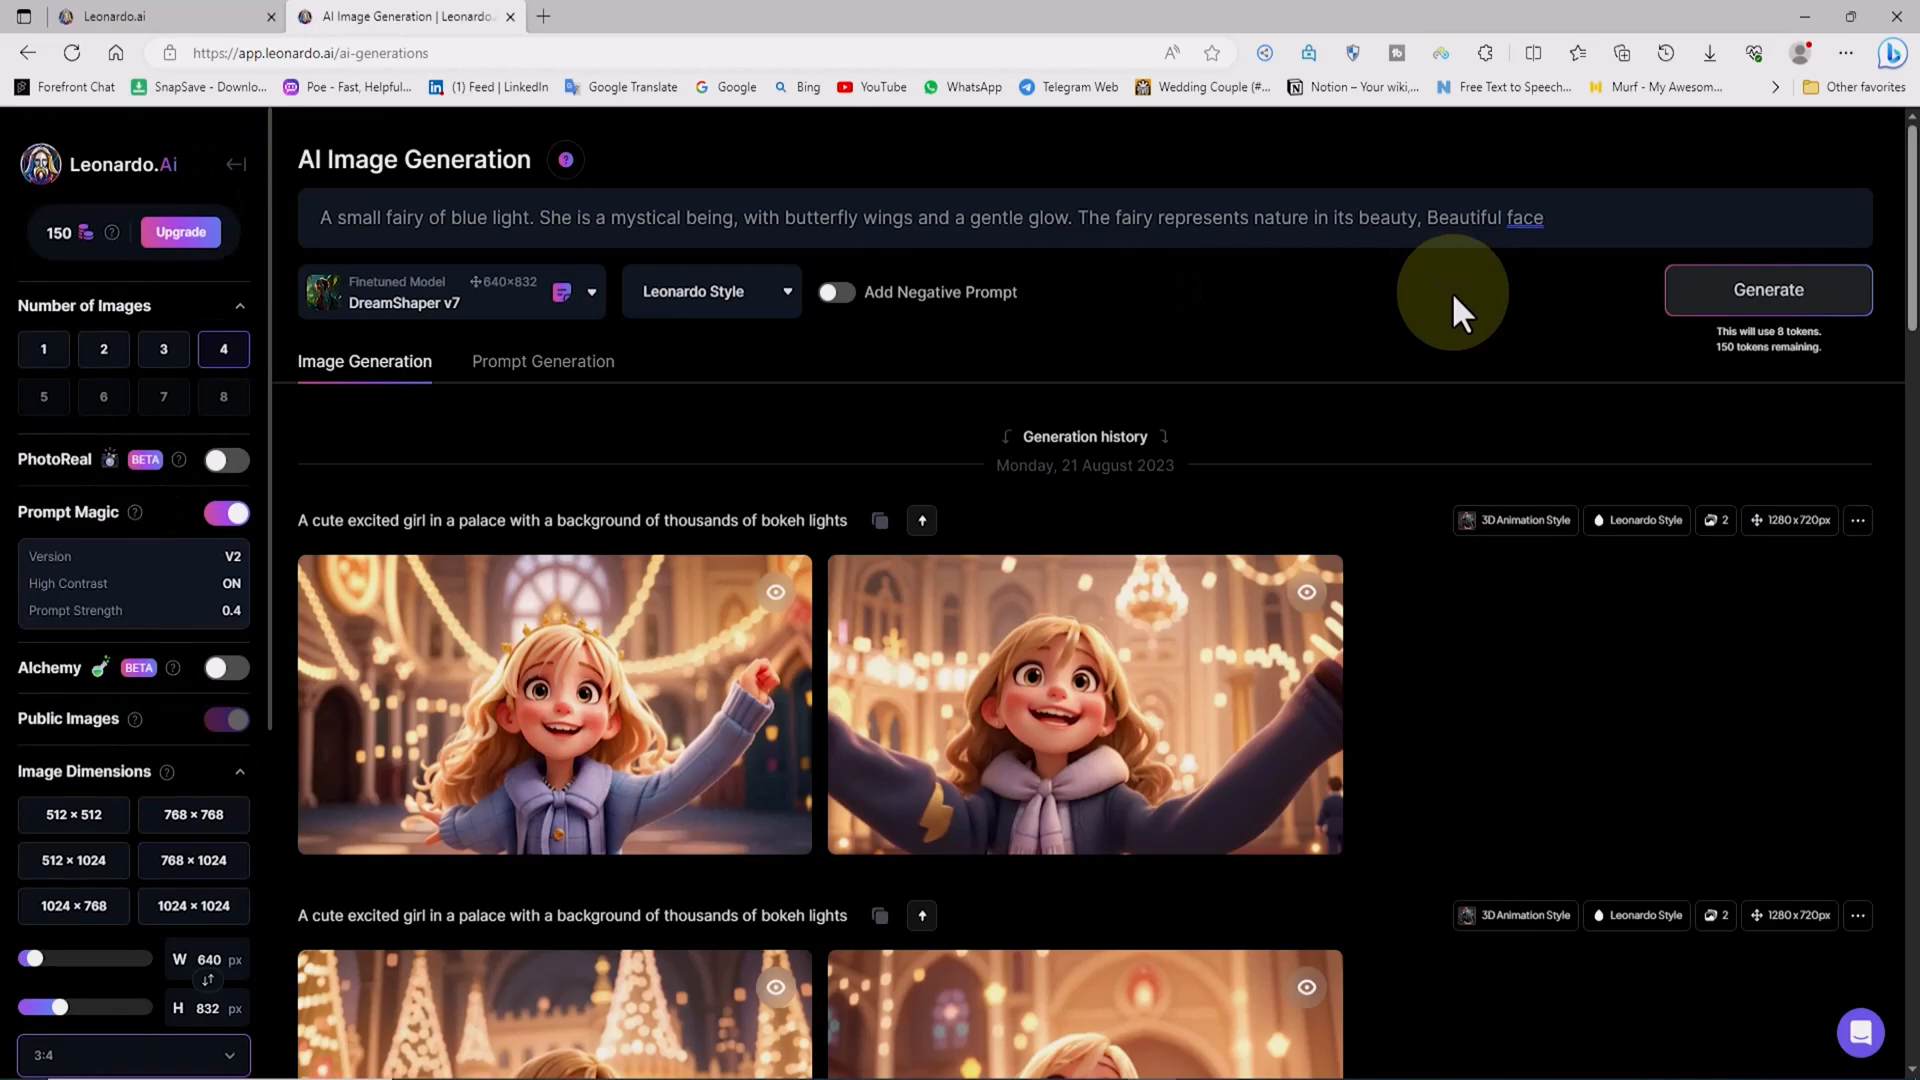 Leonardo.ai
AI Image Generation | Leonardo.
https://app.leonardo.ai/ai-generations
Forefront Chat
SnapSave - Downlo...
Poe - Fast, Helpful...
(1) Feed | LinkedIn
Google Translate
Google
Bing
YouTube
WhatsApp
Telegram Web
Wedding Couple (#...
Notion – Your wiki,...
Free Text to Speech...
Murf - My Awesom...
Other favorites
Leonardo.Ai
150
Upgrade
Number of Images
1 2 3 4
5 6 7 8
PhotoReal BETA
Prompt Magic
Version V2
High Contrast ON
Prompt Strength 0.4
Alchemy BETA
Public Images
Image Dimensions
512 × 512 768 × 768
512 × 1024 768 × 1024
1024 × 768 1024 × 1024
W 640 px
H 832 px
3:4
AI Image Generation
A small fairy of blue light. She is a mystical being, with butterfly wings and a gentle glow. The fairy represents nature in its beauty, Beautiful face
Finetuned Model 640×832
DreamShaper v7
Leonardo Style
Add Negative Prompt
Generate
This will use 8 tokens.
150 tokens remaining.
Image Generation
Prompt Generation
Generation history
Monday, 21 August 2023
A cute excited girl in a palace with a background of thousands of bokeh lights
3D Animation Style
Leonardo Style
2
1280 x 720px
A cute excited girl in a palace with a background of thousands of bokeh lights
3D Animation Style
Leonardo Style
2
1280 x 720px